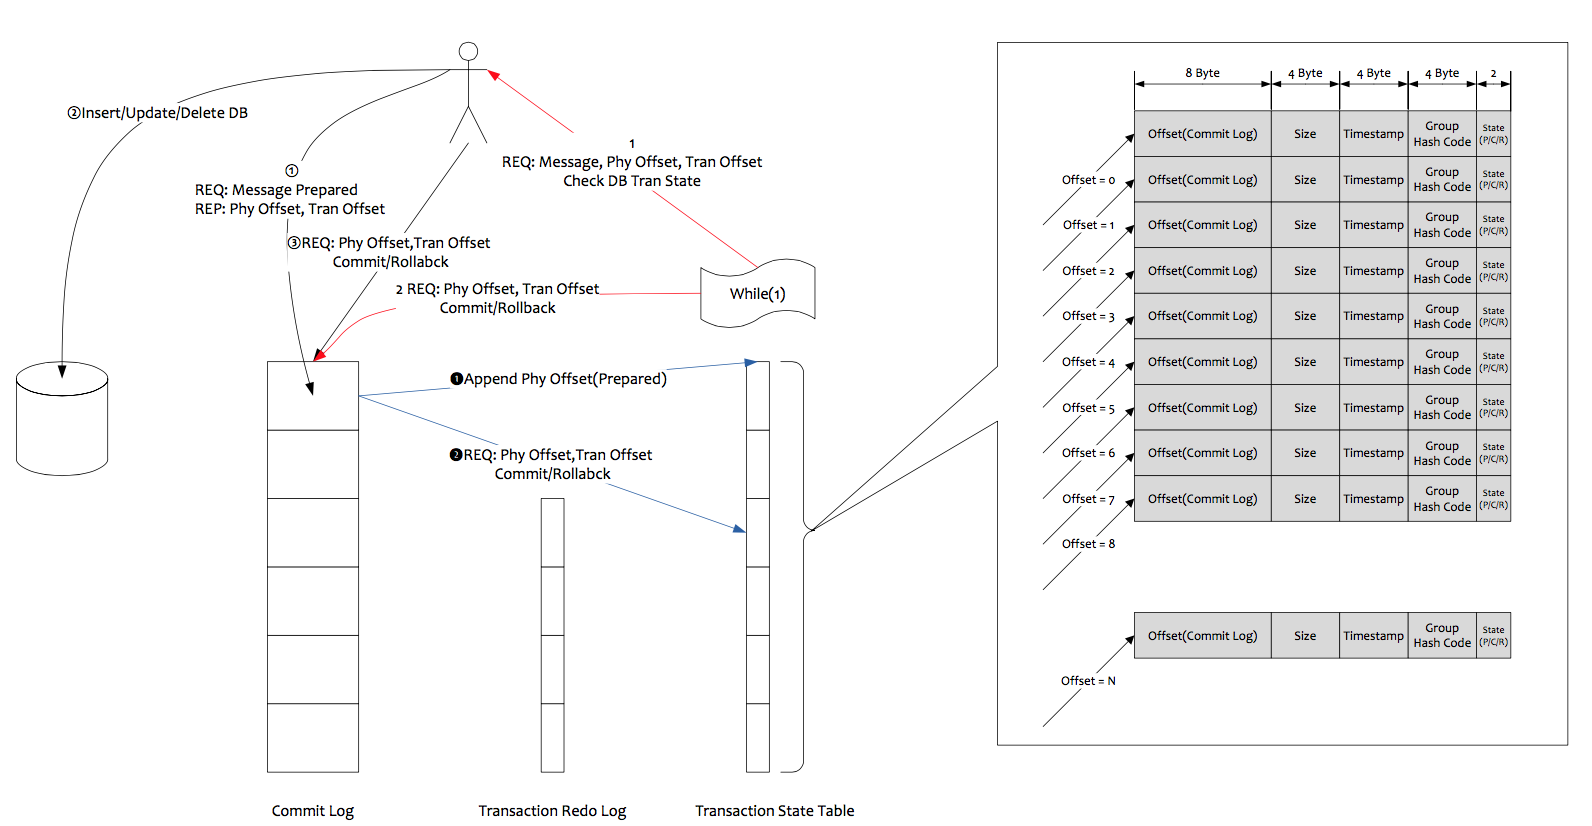 ②Insert/Update/Delete DB
①
REQ: Message Prepared
REP: Phy Offset, Tran Offset
③REQ: Phy Offset,Tran Offset
Commit/Rollabck
1
REQ: Message, Phy Offset, Tran Offset
Check DB Tran State
2 REQ: Phy Offset, Tran Offset
Commit/Rollback
While(1)
❶Append Phy Offset(Prepared)
❷REQ: Phy Offset,Tran Offset
Commit/Rollabck
Commit Log
Transaction Redo Log
Transaction State Table
8 Byte 4 Byte 4 Byte 4 Byte 2
Offset(Commit Log) Size Timestamp Group Hash Code State (P/C/R)
Offset = 0
Offset(Commit Log) Size Timestamp Group Hash Code State (P/C/R)
Offset = 1
Offset(Commit Log) Size Timestamp Group Hash Code State (P/C/R)
Offset = 2
Offset(Commit Log) Size Timestamp Group Hash Code State (P/C/R)
Offset = 3
Offset(Commit Log) Size Timestamp Group Hash Code State (P/C/R)
Offset = 4
Offset(Commit Log) Size Timestamp Group Hash Code State (P/C/R)
Offset = 5
Offset(Commit Log) Size Timestamp Group Hash Code State (P/C/R)
Offset = 6
Offset(Commit Log) Size Timestamp Group Hash Code State (P/C/R)
Offset = 7
Offset(Commit Log) Size Timestamp Group Hash Code State (P/C/R)
Offset = 8
Offset(Commit Log) Size Timestamp Group Hash Code State (P/C/R)
Offset = N